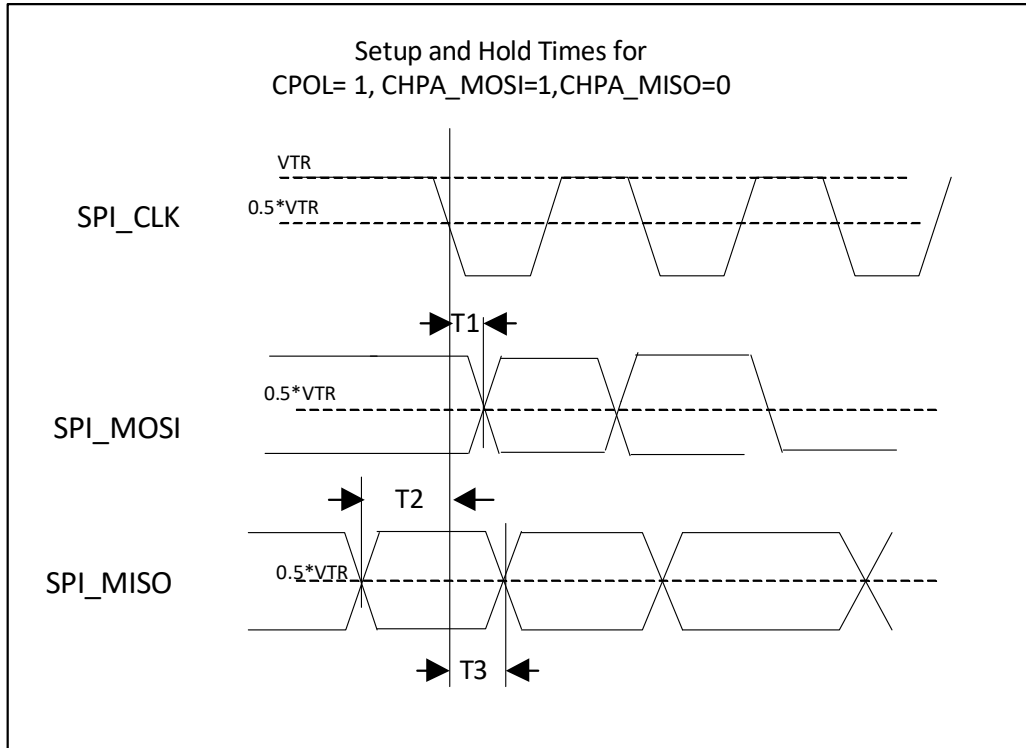 Setup and Hold Times for
CPOL= 1, CHPA_MOSI=1,CHPA_MISO=0
VTR
0.5*VTR
SPI_CLK
T1
0.5*VTR
SPI_MOSI
T2
0.5*VTR
SPI_MISO
T3